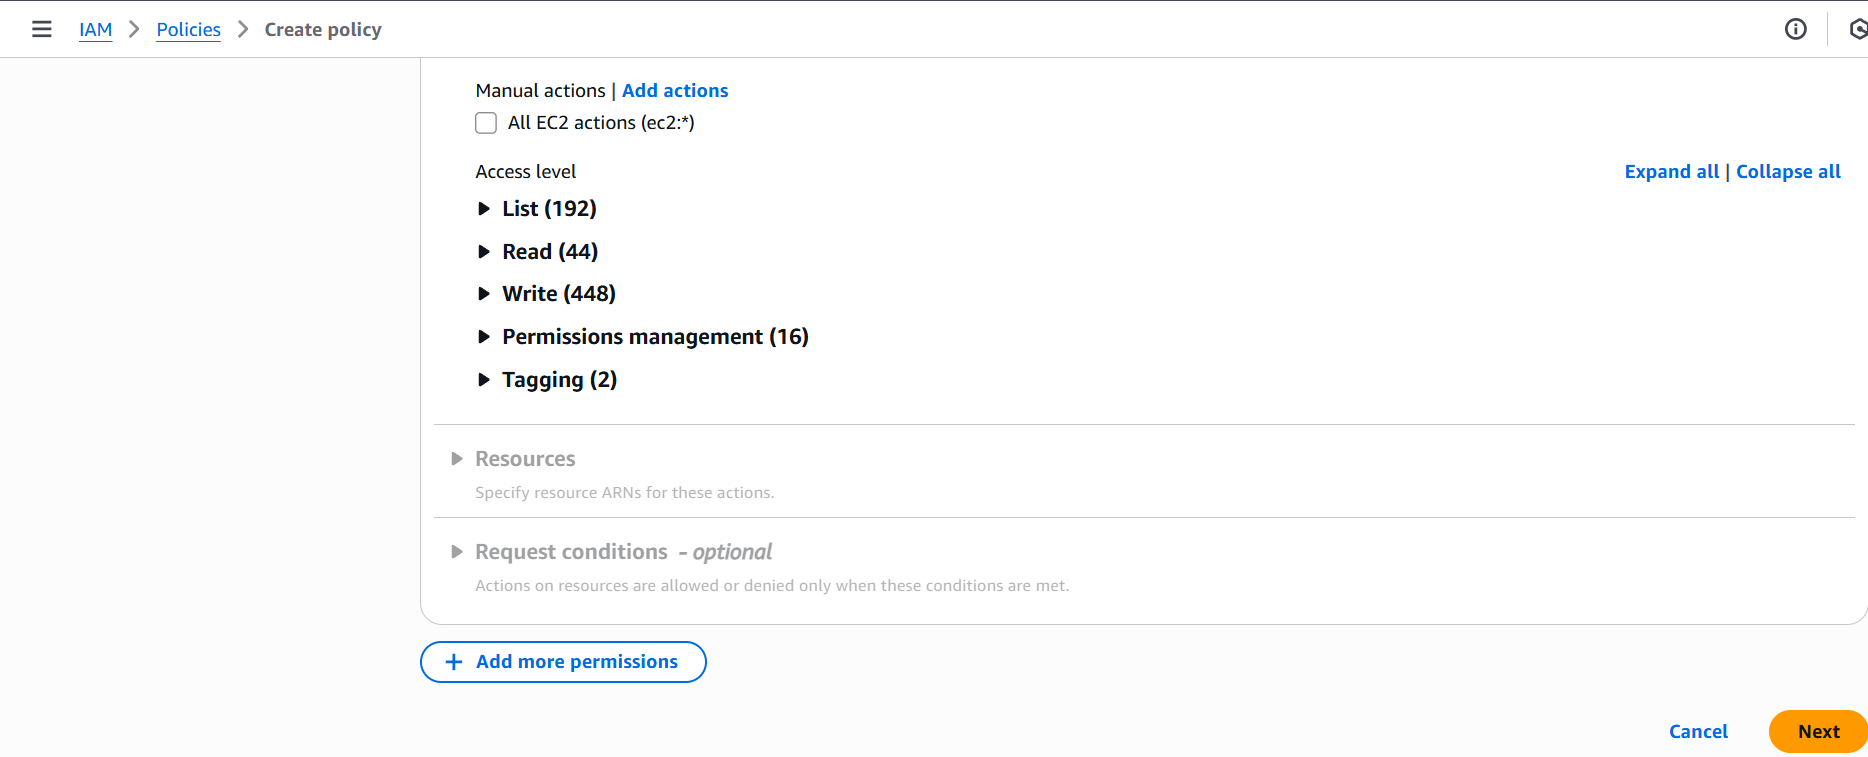 IAM > Policies > Create policy
Manual actions | Add actions
All EC2 actions (ec2:*)
Access level
Expand all | Collapse all
List (192)
Read (44)
Write (448)
Permissions management (16)
Tagging (2)
Resources
Specify resource ARNs for these actions.
Request conditions - optional
Actions on resources are allowed or denied only when these conditions are met.
+ Add more permissions
Cancel
Next